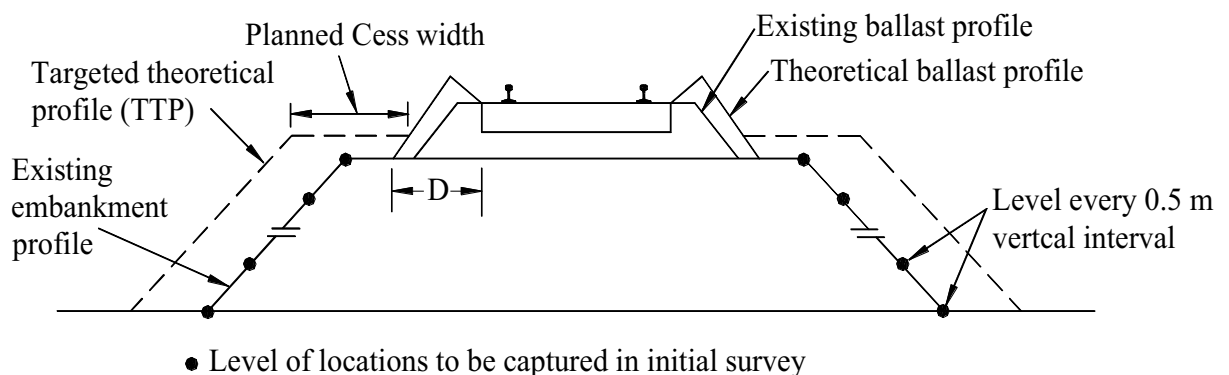 Planned Cess width
Existing ballast profile
Theoretical ballast profile
Targeted theoretical
profile (TTP)
Existing
embankment
profile
D
Level every 0.5 m
vertcal interval
Level of locations to be captured in initial survey